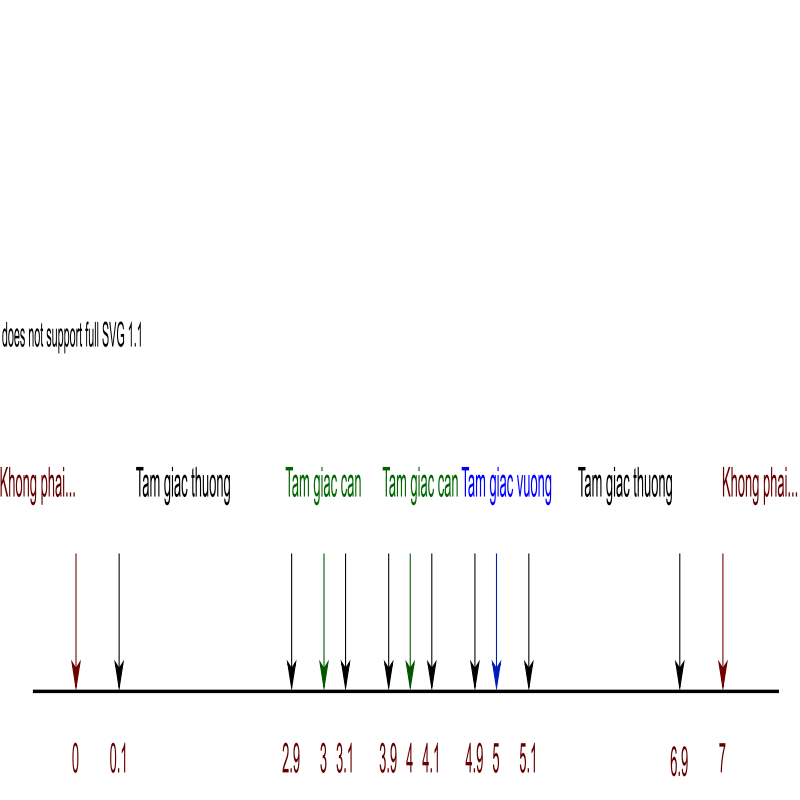 does not support full SVG 1.1
Khong phai...
Tam giac thuong
Tam giac can
Tam giac can
Tam giac vuong
Tam giac thuong
Khong phai...
0
0.1
2.9
3
3.1
3.9
4
4.1
4.9
5
5.1
6.9
7